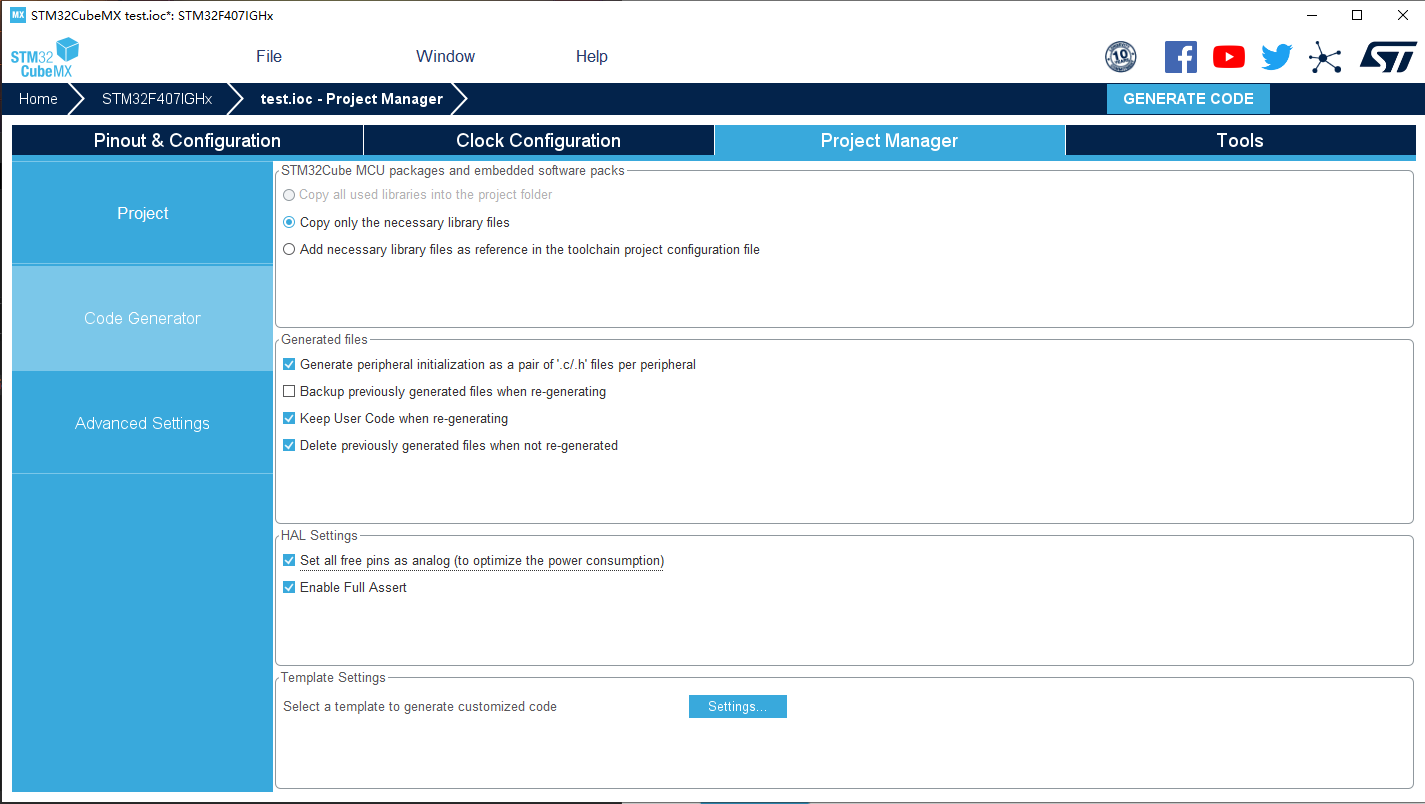 MX STM32CubeMX test.ioc*: STM32F407IGHx
STM32
CubeMX
File Window Help
10
Home STM32F407IGHx test.ioc - Project Manager GENERATE CODE
Pinout & Configuration Clock Configuration Project Manager Tools
Project
Code Generator
Advanced Settings
STM32Cube MCU packages and embedded software packs
Copy all used libraries into the project folder
Copy only the necessary library files
Add necessary library files as reference in the toolchain project configuration file
Generated files
Generate peripheral initialization as a pair of '.c/.h' files per peripheral
Backup previously generated files when re-generating
Keep User Code when re-generating
Delete previously generated files when not re-generated
HAL Settings
Set all free pins as analog (to optimize the power consumption)
Enable Full Assert
Template Settings
Select a template to generate customized code Settings...